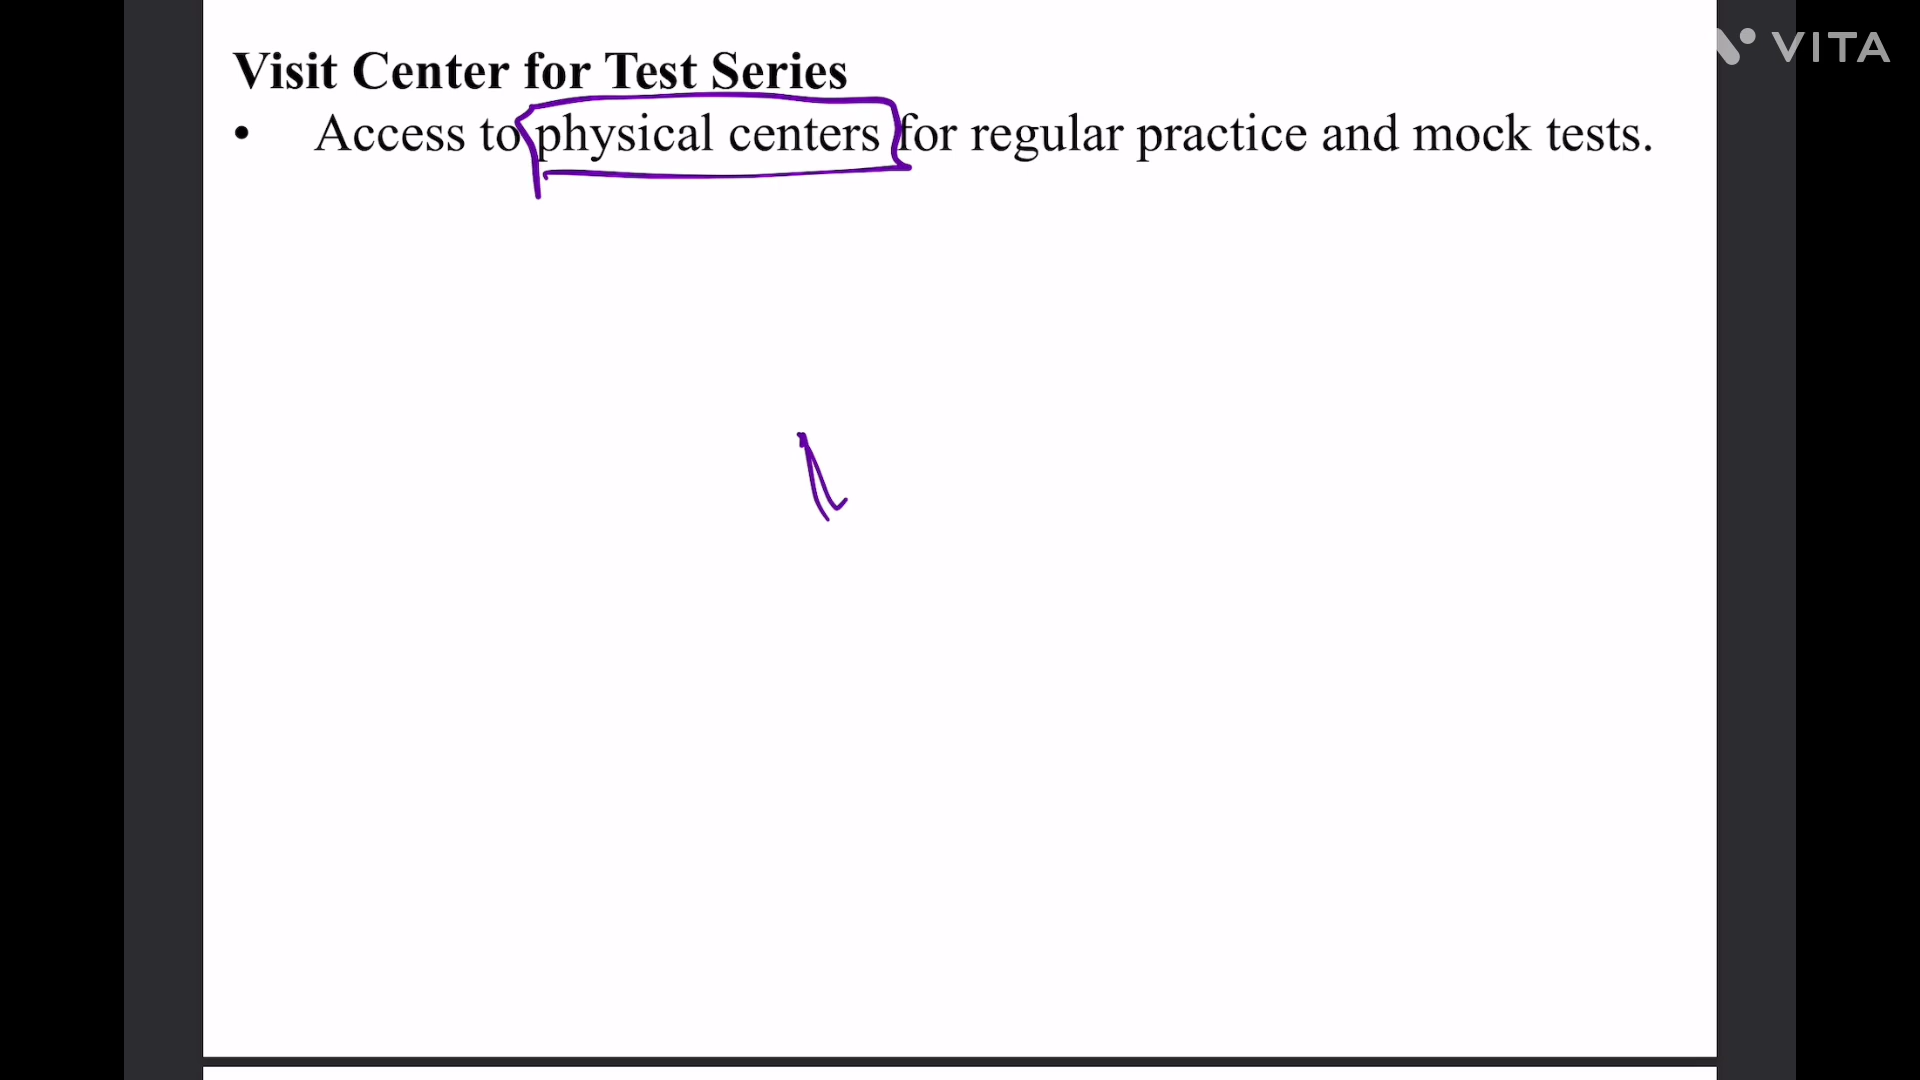 Visit Center for Test Series
• Access to physical centers for regular practice and mock tests.
VITA